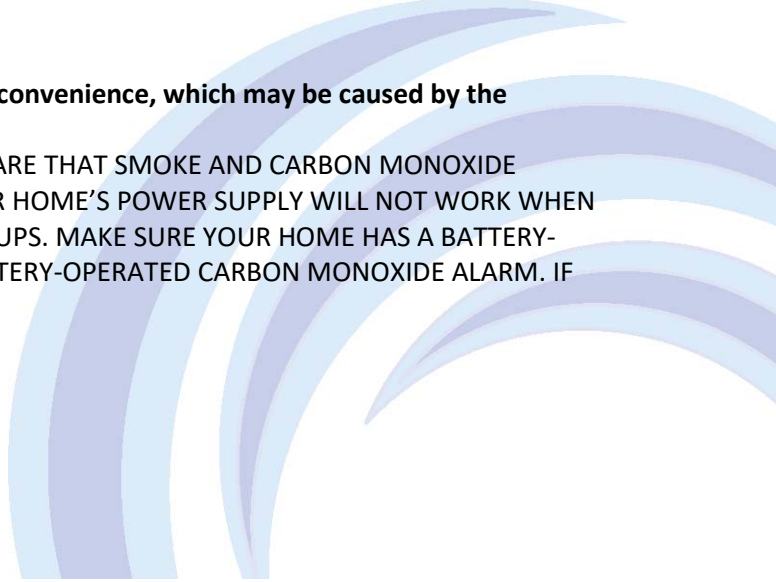 convenience, which may be caused by the
ARE THAT SMOKE AND CARBON MONOXIDE
R HOME’S POWER SUPPLY WILL NOT WORK WHEN
UPS. MAKE SURE YOUR HOME HAS A BATTERY-
TERY-OPERATED CARBON MONOXIDE ALARM. IF